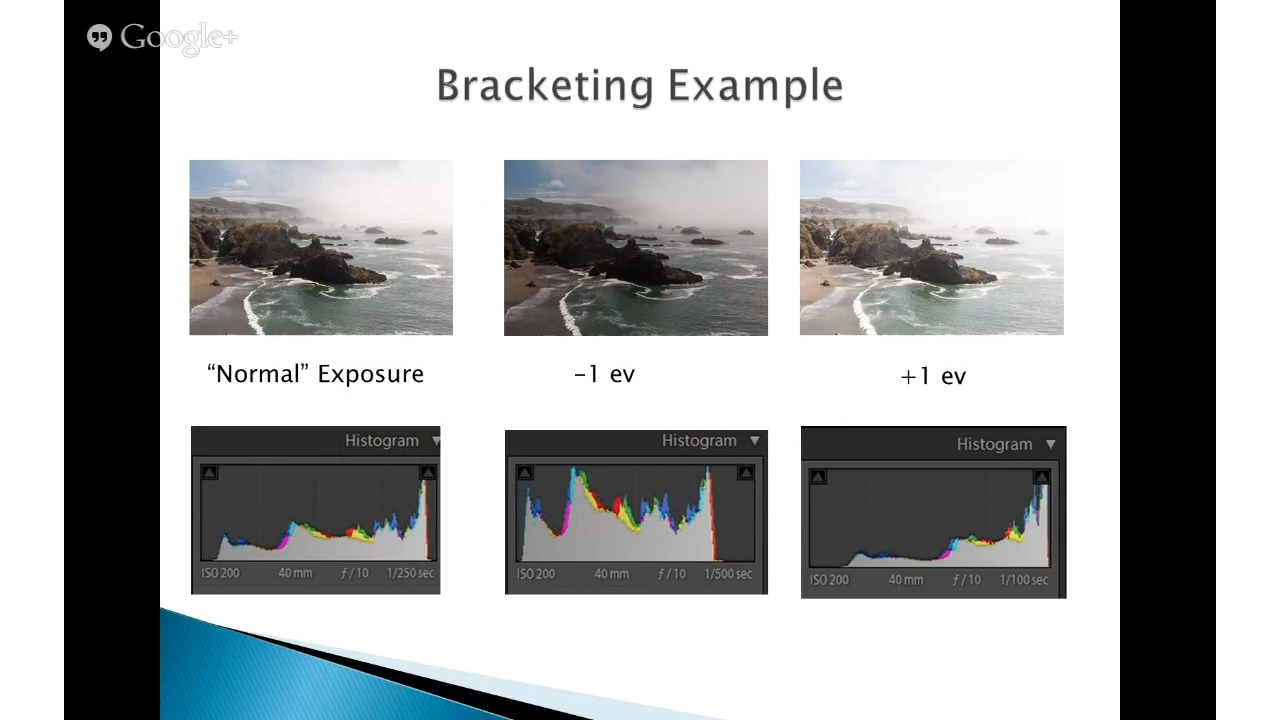 Google+
Bracketing Example
“Normal” Exposure
-1 ev
+1 ev
Histogram
ISO 200 40 mm ƒ / 10 1/250 sec
Histogram
ISO 200 40 mm ƒ / 10 1/500 sec
Histogram
ISO 200 40 mm ƒ / 10 1/100 sec